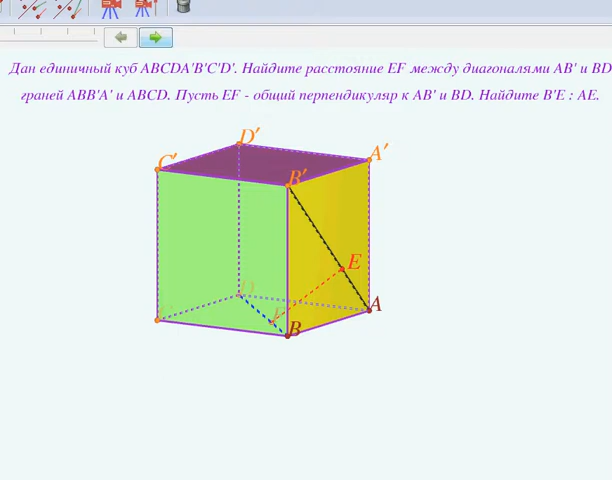 Дан единичный куб ABCDA'B'C'D'. Найдите расстояние EF между диагоналями AB' и BD
граней ABB'A' и ABCD. Пусть EF - общий перпендикуляр к AB' и BD. Найдите B'E : AE.
D'
C'
A'
B'
E
D
A
F
B